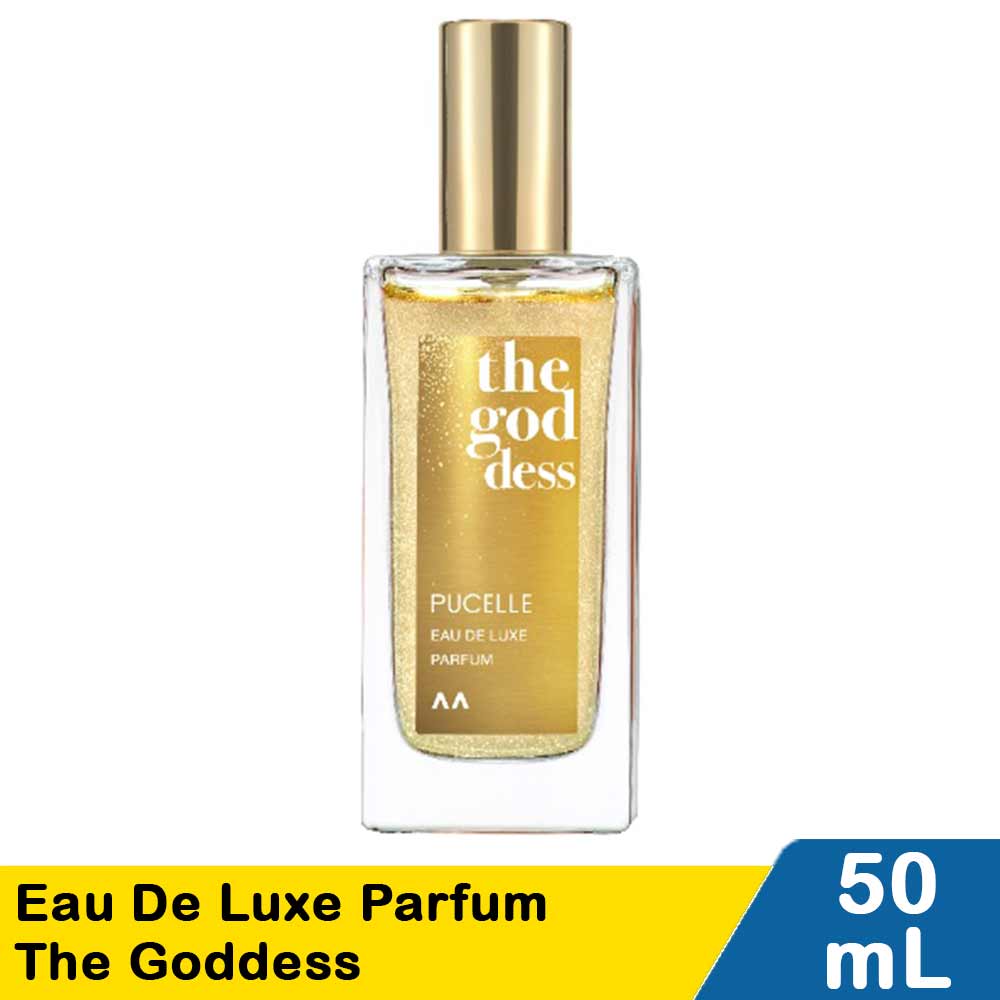 the
god
dess
PUCELLE
EAU DE LUXE
PARFUM
ΛΛ
Eau De Luxe Parfum
The Goddess
50
mL